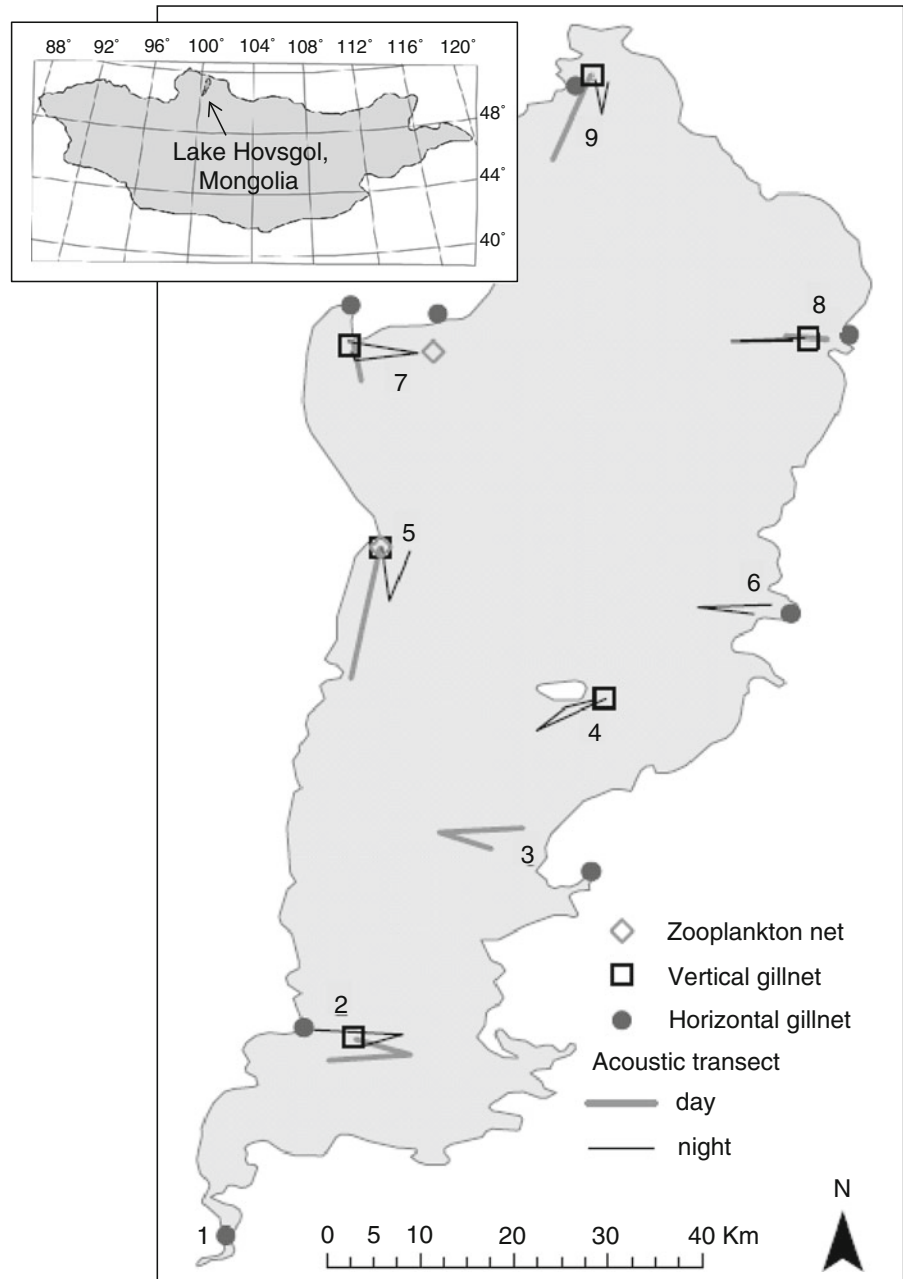 88° 92° 96° 100° 104° 108° 112° 116° 120°
48°
44°
40°
Lake Hovsgol,
Mongolia
9
8
7
5
6
4
3
2
1
Zooplankton net
Vertical gillnet
Horizontal gillnet
Acoustic transect
day
night
N
0 5 10 20 30 40 Km